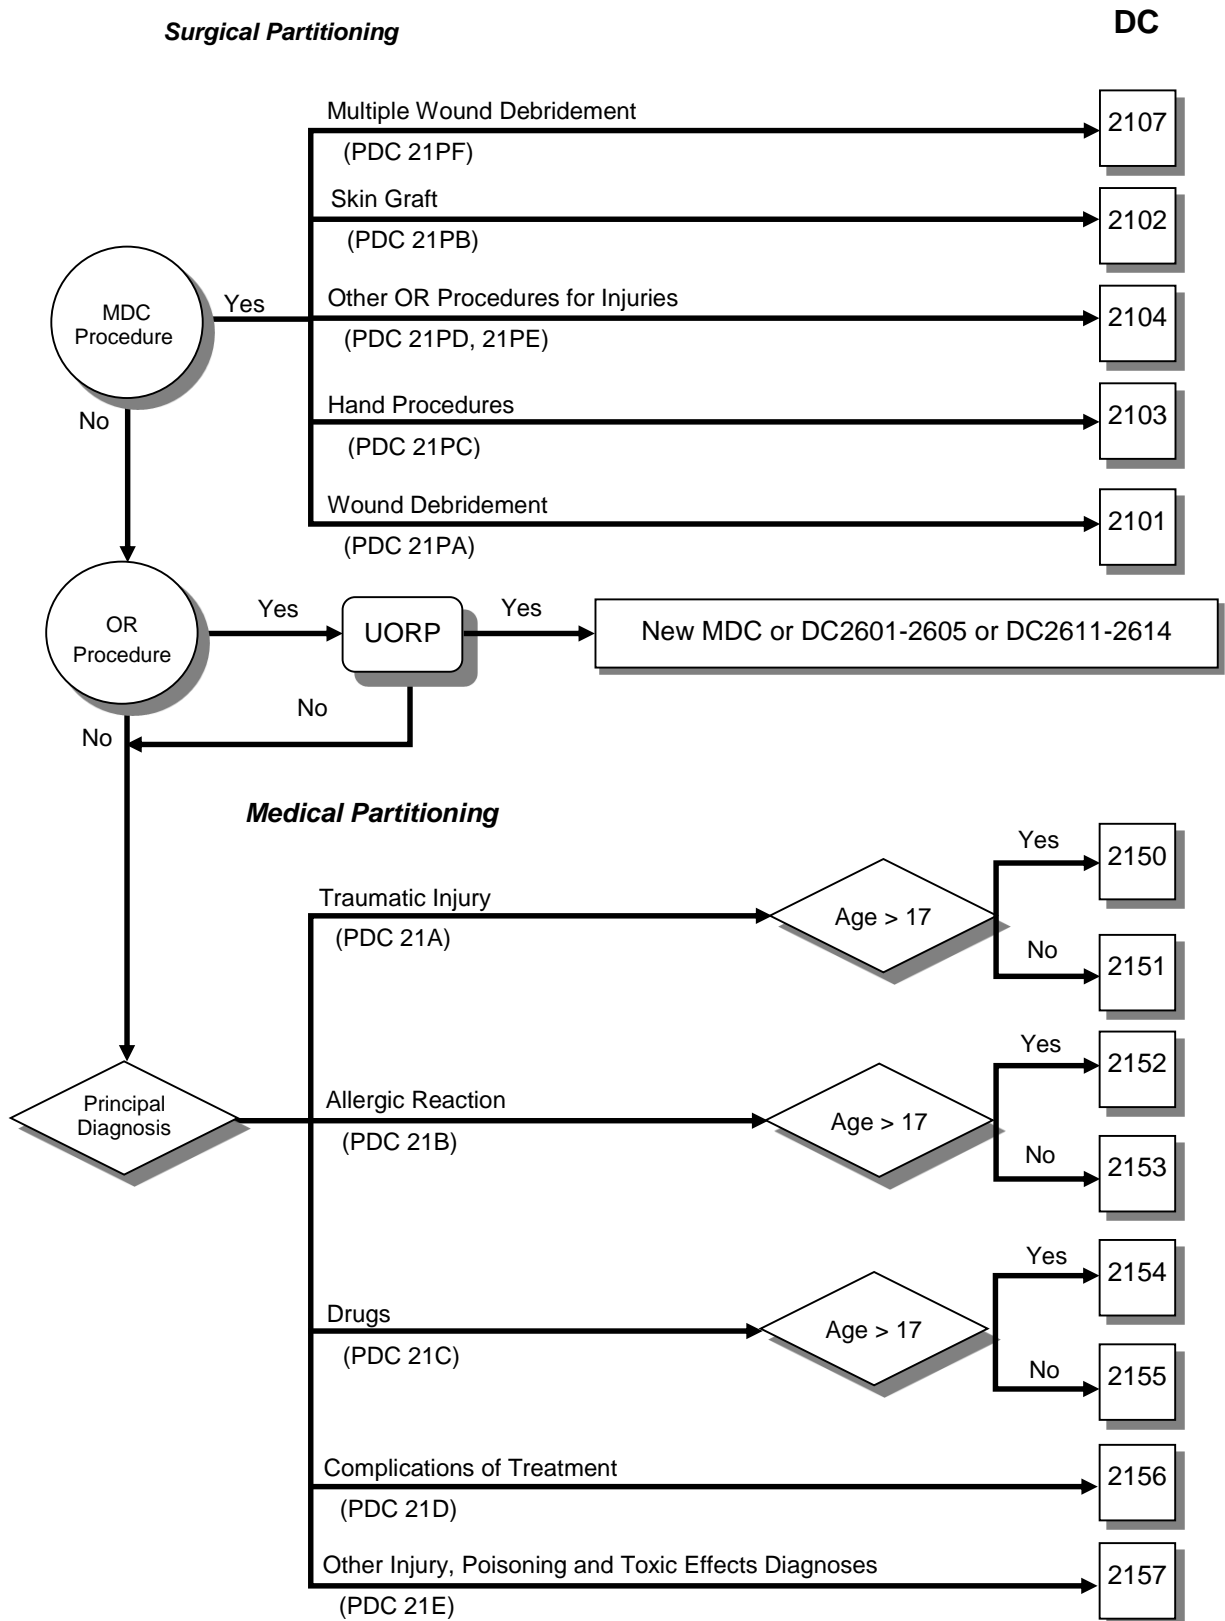 Surgical Partitioning
DC
Multiple Wound Debridement
(PDC 21PF)
2107
Skin Graft
(PDC 21PB)
2102
MDC
Procedure
Yes
Other OR Procedures for Injuries
(PDC 21PD, 21PE)
2104
No
Hand Procedures
(PDC 21PC)
2103
Wound Debridement
(PDC 21PA)
2101
OR
Procedure
Yes
UORP
Yes
New MDC or DC2601-2605 or DC2611-2614
No
No
Medical Partitioning
Traumatic Injury
(PDC 21A)
Age > 17
Yes
2150
No
2151
Principal
Diagnosis
Allergic Reaction
(PDC 21B)
Age > 17
Yes
2152
No
2153
Drugs
(PDC 21C)
Age > 17
Yes
2154
No
2155
Complications of Treatment
(PDC 21D)
2156
Other Injury, Poisoning and Toxic Effects Diagnoses
(PDC 21E)
2157